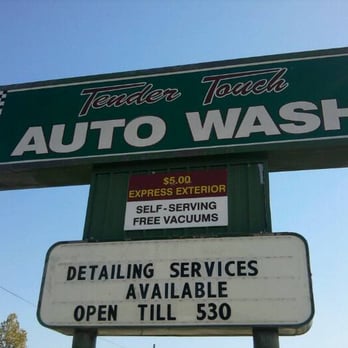 Tender Touch
AUTO WASH
$5.00
EXPRESS EXTERIOR
SELF-SERVING
FREE VACUUMS
DETAILING SERVICES
AVAILABLE
OPEN TILL 530